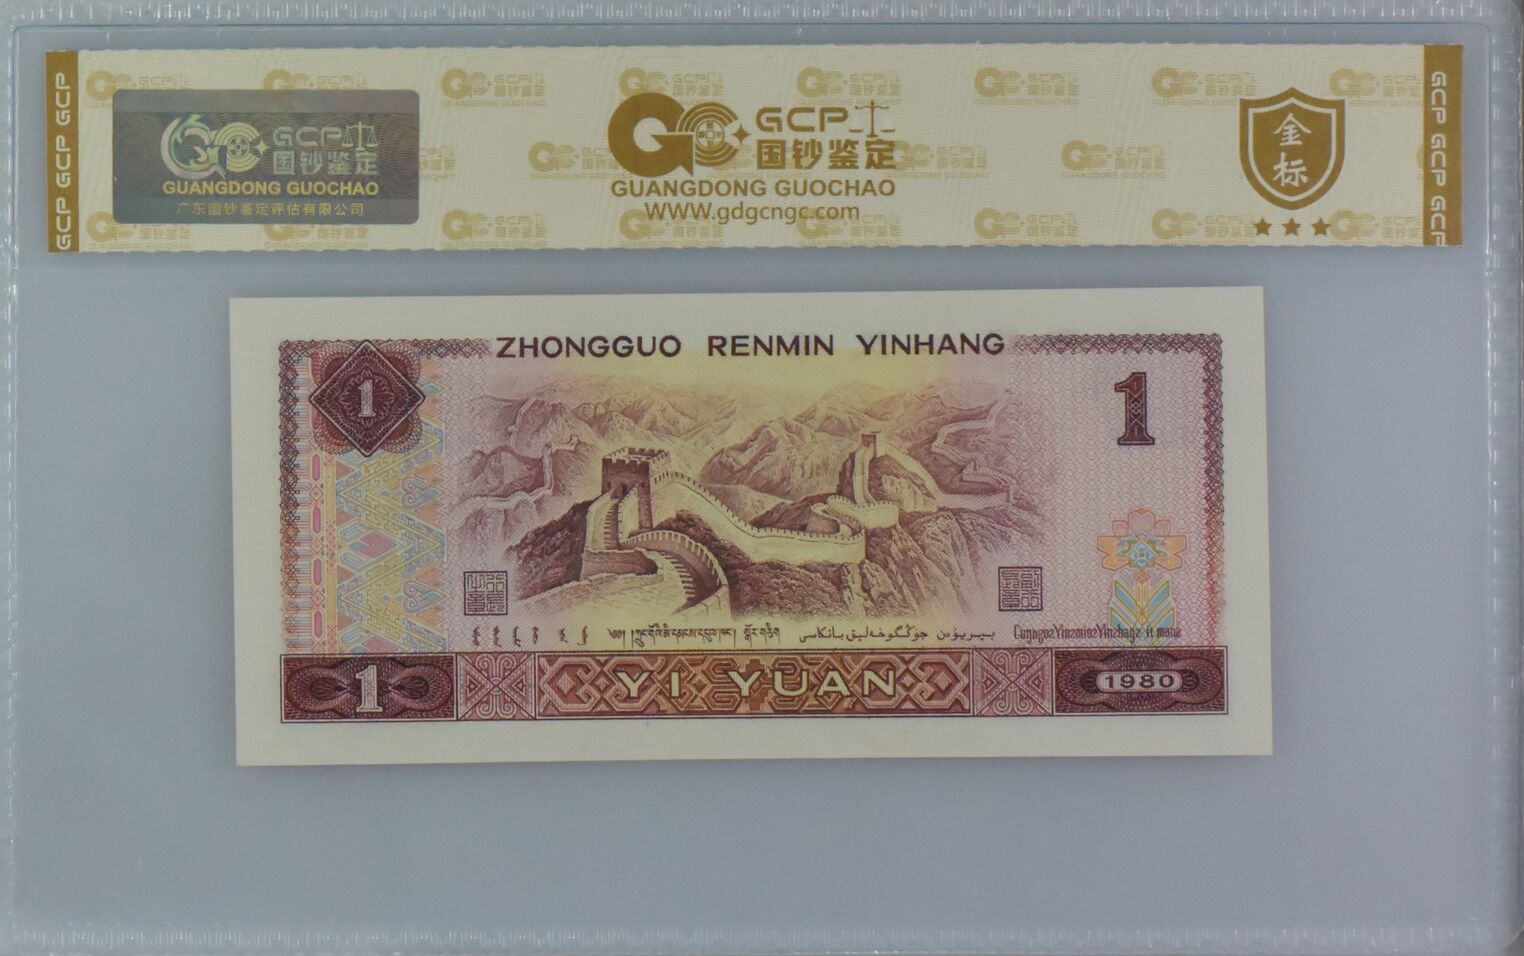 GCP GCP GCP
GCP
国钞鉴定
GUANGDONG GUOCHAO
广东国钞鉴定评估有限公司
GCP
国钞鉴定
GUANGDONG GUOCHAO
WWW.gdgcngc.com
金标
GCP GCP GCP
ZHONGGUO RENMIN YINHANG
1
1
1
YI YUAN
1980